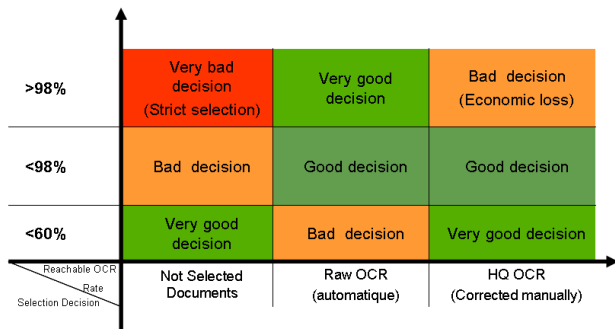 >98%
Very bad
decision
(Strict selection)
Very good
decision
Bad decision
(Economic loss)
<98%
Bad decision
Good decision
Good decision
<60%
Very good
decision
Bad decision
Very good decision
Reachable OCR
Rate
Selection Decision
Not Selected
Documents
Raw OCR
(automatique)
HQ OCR
(Corrected manually)